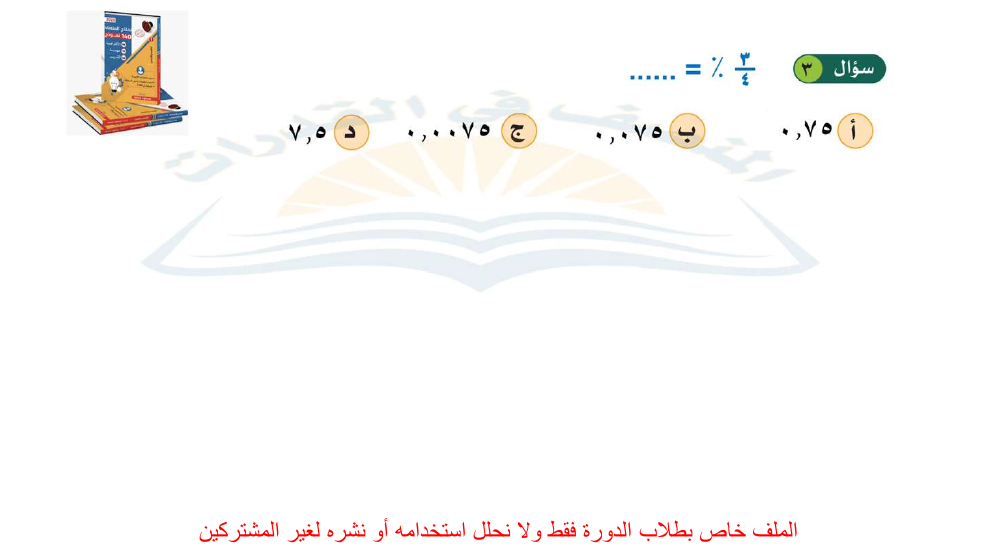 سؤال ٣ ٣/٤ ٪ = ......
أ ٠,٧٥ ب ٠,٠٧٥ ج ٠,٠٠٧٥ د ٧,٥
الملف خاص بطلاب الدورة فقط ولا نحلل استخدامه أو نشره لغير المشتركين